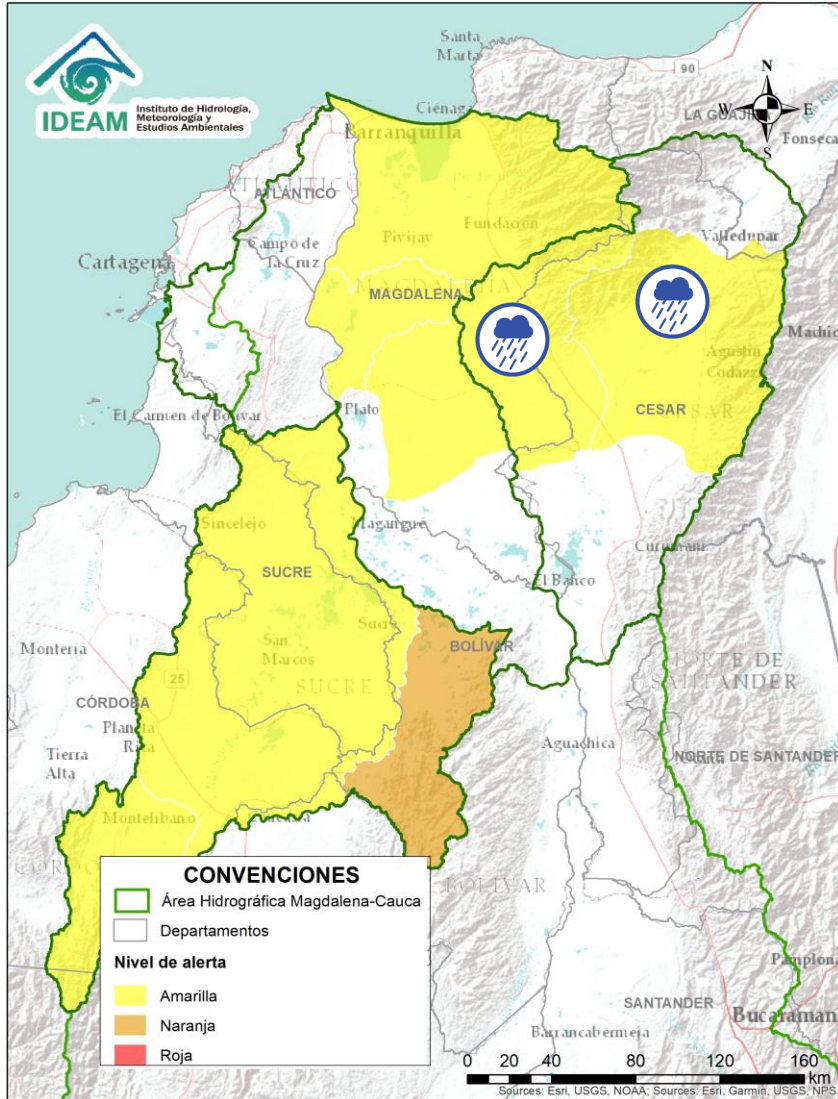 Santa
Marta
90
N
W E
S
IDEAM
Instituto de Hidrología,
Meteorología y
Estudios Ambientales
Ciénaga
Barranquilla
LA GUAJIRA
Fonseca
ATLÁNTICO
Fundación
Pivijay
Valledupar
Campo de
la Cruz
Cartagena
MAGDALENA
MAGDALENA
Agustín
Codazzi
CESAR
CESAR
El Carmen de Bolívar
Plato
Sincelejo
Magangue
Curumaní
SUCRE
El Banco
Sucre
BOLÍVAR
Montería
San
Marcos
NORTE DE
SANTANDER
SUCRE
25
CÓRDOBA
Planeta
Rica
Aguachica
NORTE DE SANTANDER
Tierra
Alta
Montelíbano
BOLÍVAR
CONVENCIONES
Área Hidrográfica Magdalena-Cauca
Departamentos
Nivel de alerta
Amarilla
Naranja
Roja
Pamplona
SANTANDER
Bucaraman
Barrancabermeja
0 20 40 80 120 160
Km
Sources: Esri, USGS, NOAA; Sources: Esri, Garmin, USGS, NPS